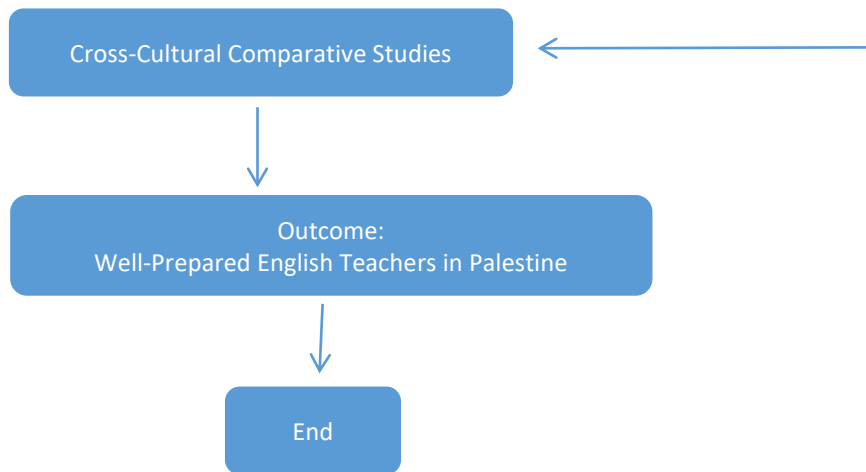 Cross-Cultural Comparative Studies
Outcome:
Well-Prepared English Teachers in Palestine
End